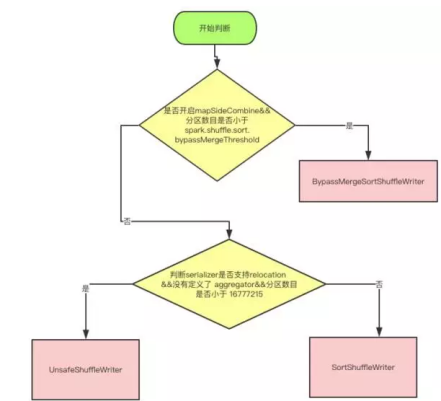 开始判断
是否开启mapSideCombine&&
分区数目是否小于
spark.shuffle.sort.
bypassMergeThreshold
是
BypassMergeSortShuffleWriter
否
判断serializer是否支持relocation
&&没有定义了 aggregator&&分区数目
是否小于 16777215
是
否
UnsafeShuffleWriter
SortShuffleWriter